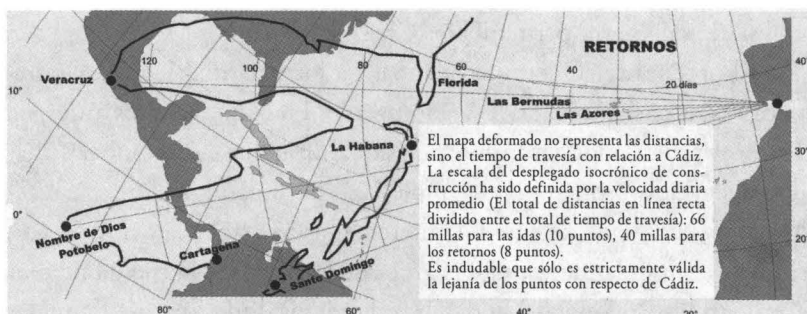 RETORNOS
120
100
80
60
40
20 días
40°
Veracruz
Florida
Las Bermudas
Las Azores
10°
La Habana
El mapa deformado no representa las distancias,
sino el tiempo de travesía con relación a Cádiz.
La escala del desplegado isocrónico de cons-
trucción ha sido definida por la velocidad diaria
promedio (El total de distancias en línea recta
dividido entre el total de tiempo de travesía): 66
millas para las idas (10 puntos), 40 millas para
los retornos (8 puntos).
Es indudable que sólo es estrictamente válida
la lejanía de los puntos con respecto de Cádiz.
30°
0°
Nombre de Dios
Potobelo
Cartagena
Santo Domingo
20°
80°
60°
40°
20°